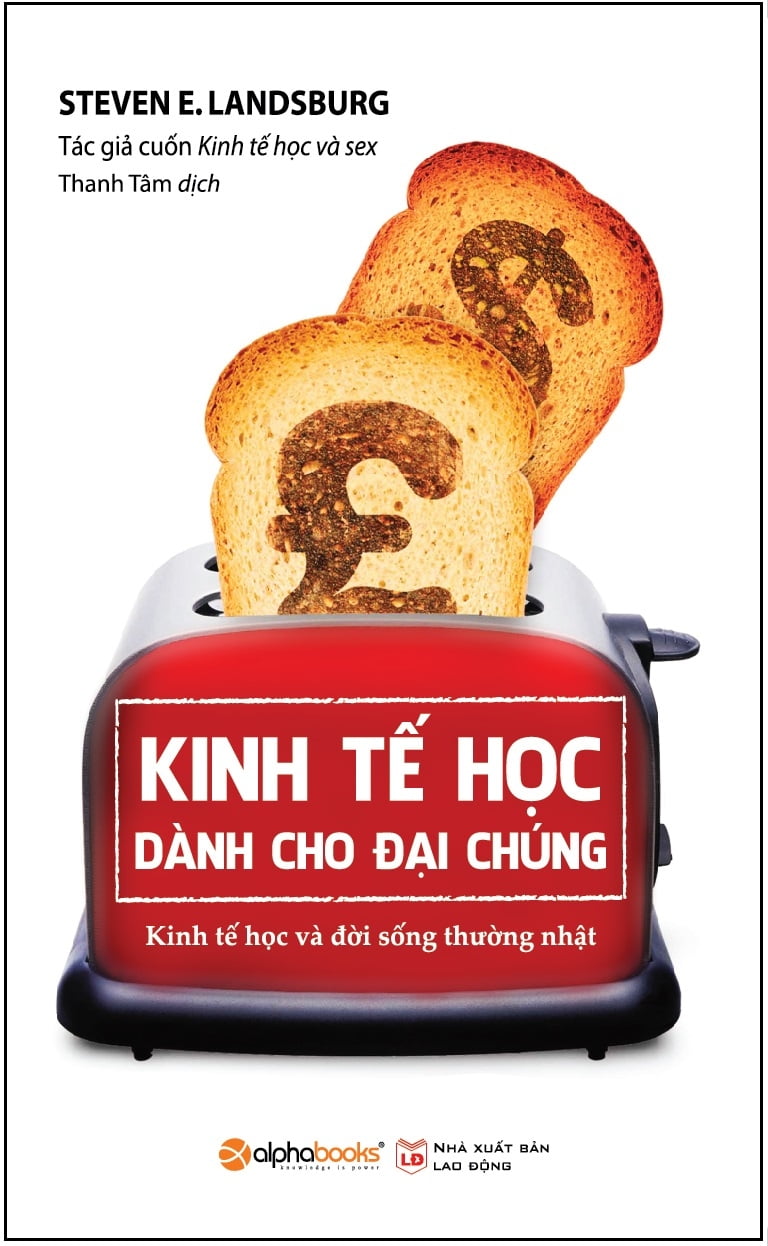 STEVEN E. LANDSBURG
Tác giả cuốn Kinh tế học và sex
Thanh Tâm dịch
$
£
KINH TẾ HỌC
DÀNH CHO ĐẠI CHÚNG
Kinh tế học và đời sống thường nhật
alphabooks®
knowledge is power
LĐ
NHÀ XUẤT BẢN
LAO ĐỘNG